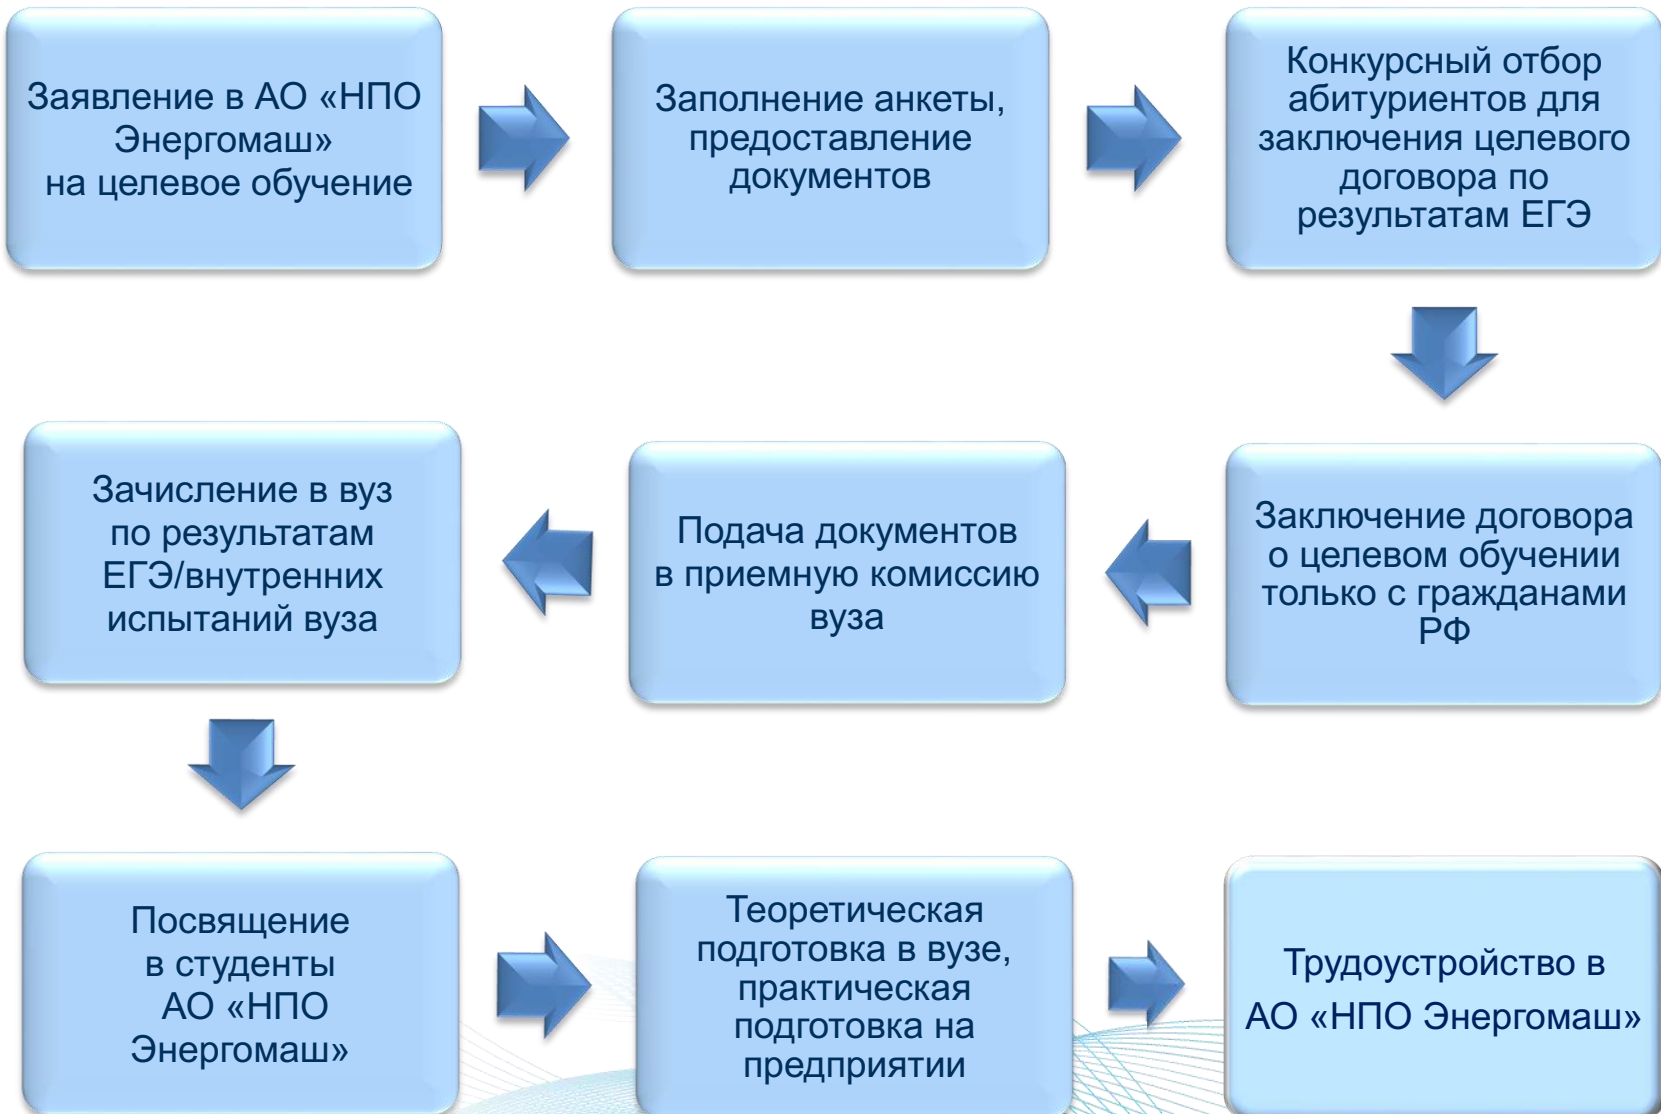 Заявление в АО «НПО
Энергомаш»
на целевое обучение
Заполнение анкеты,
предоставление
документов
Конкурсный отбор
абитуриентов для
заключения целевого
договора по
результатам ЕГЭ
Заключение договора
о целевом обучении
только с гражданами
РФ
Подача документов
в приемную комиссию
вуза
Зачисление в вуз
по результатам
ЕГЭ/внутренних
испытаний вуза
Посвящение
в студенты
АО «НПО
Энергомаш»
Теоретическая
подготовка в вузе,
практическая
подготовка на
предприятии
Трудоустройство в
АО «НПО Энергомаш»